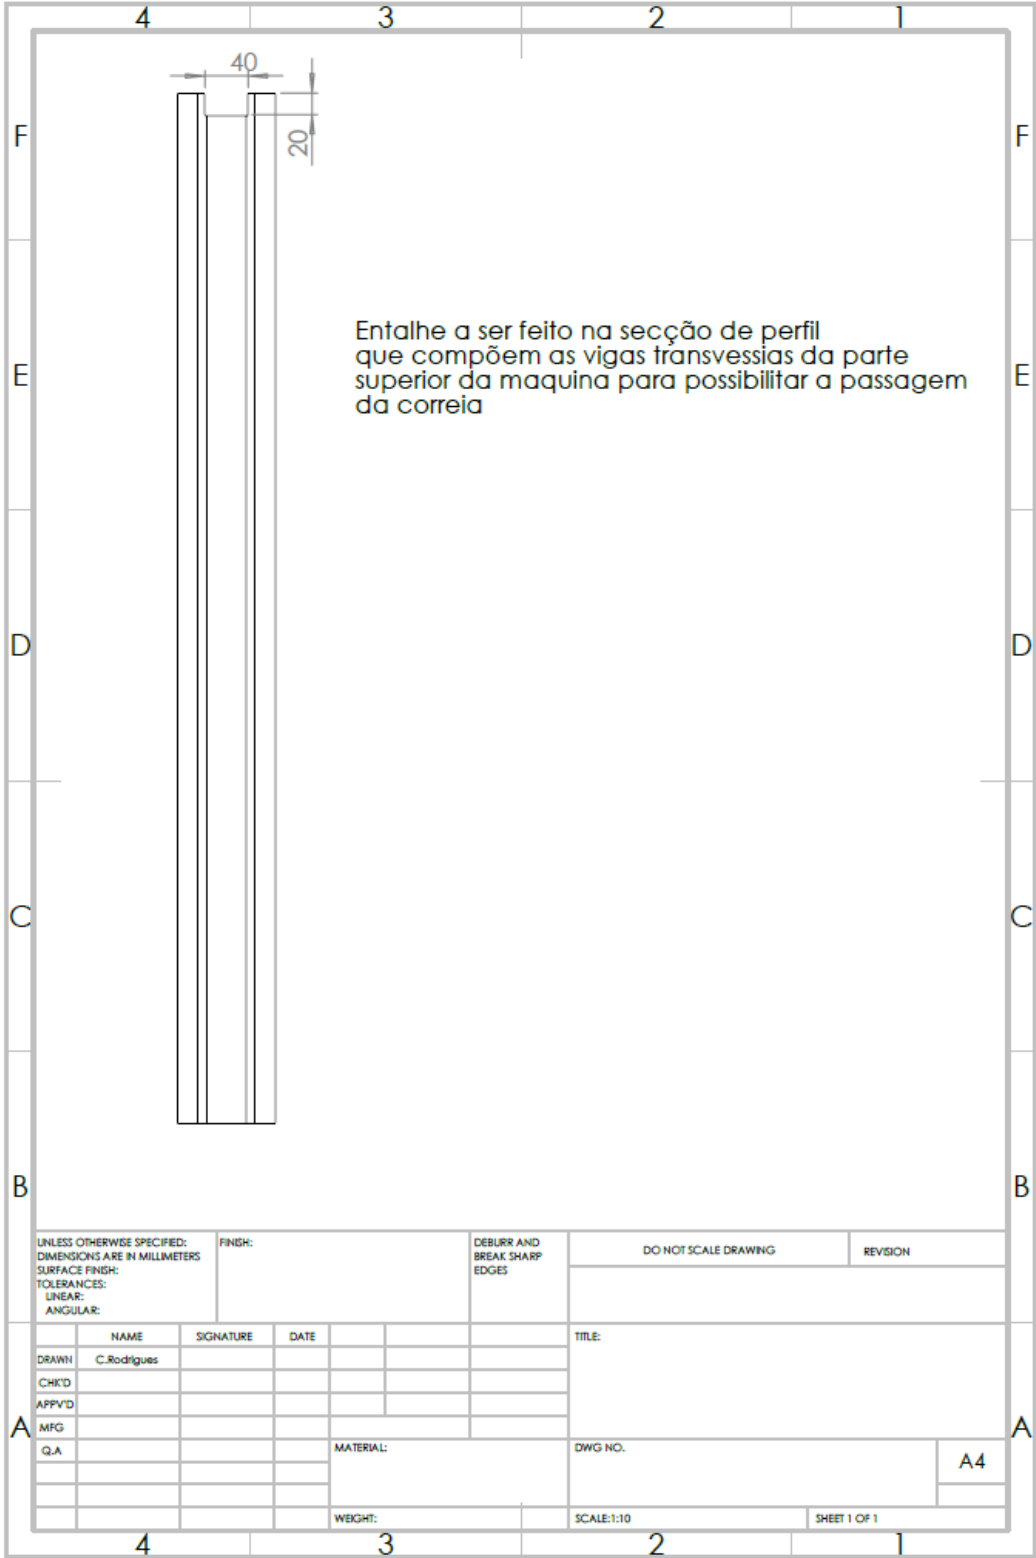 4 3 2 1
40
20
F F
Entalhe a ser feito na secção de perfil
que compõem as vigas transvessias da parte
superior da maquina para possibilitar a passagem
da correia
E E
D D
C C
B B
UNLESS OTHERWISE SPECIFIED:
DIMENSIONS ARE IN MILLIMETERS
SURFACE FINISH:
TOLERANCES:
LINEAR:
ANGULAR:
FINISH:
DEBURR AND
BREAK SHARP
EDGES
DO NOT SCALE DRAWING
REVISION
NAME SIGNATURE DATE
TITLE:
DRAWN C.Rodrigues
CHK'D
APPV'D
MFG
A A
Q.A
MATERIAL:
DWG NO.
A4
WEIGHT:
SCALE:1:10
SHEET 1 OF 1
4 3 2 1